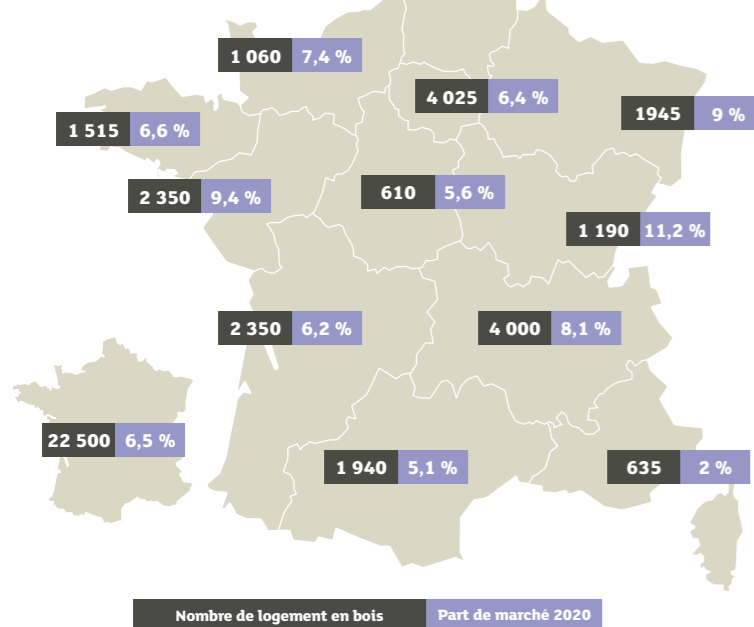 1 060 7,4 %
4 025 6,4 %
1945 9 %
1 515 6,6 %
2 350 9,4 %
610 5,6 %
1 190 11,2 %
2 350 6,2 %
4 000 8,1 %
22 500 6,5 %
1 940 5,1 %
635 2 %
Nombre de logement en bois Part de marché 2020